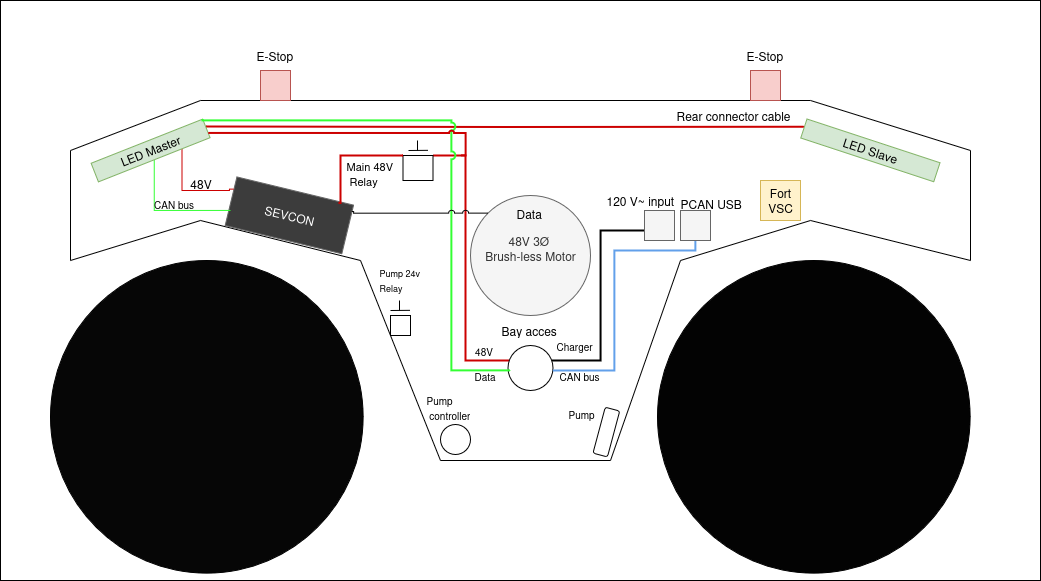 E-Stop
E-Stop
Rear connector cable
LED Master
LED Slave
Main 48V
Relay
48V
CAN bus
SEVCON
Data
48V 3Ø
Brush-less Motor
120 V~ input
PCAN USB
Fort
VSC
Pump 24v
Relay
Bay acces
48V
Charger
Data
CAN bus
Pump
controller
Pump